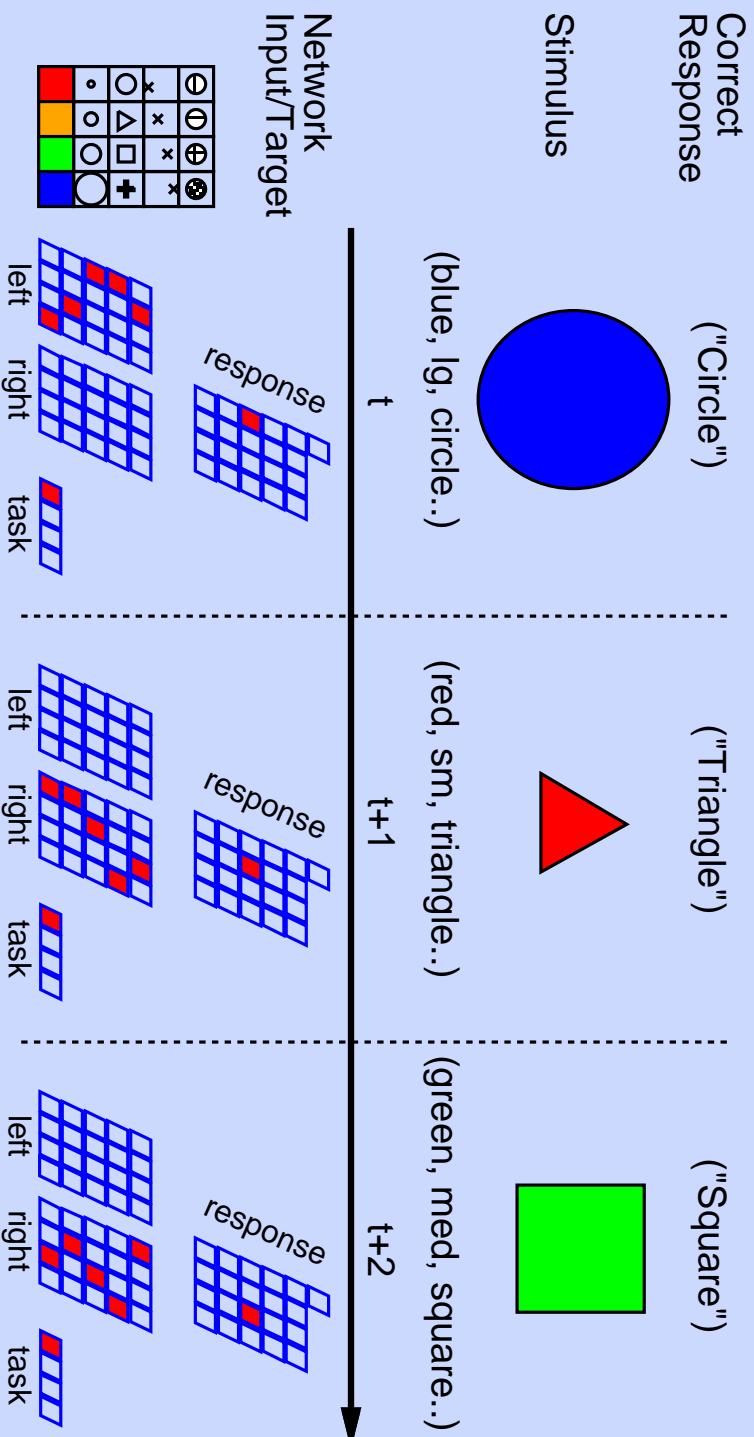 Correct
Response
("Circle")
("Triangle")
("Square")
Stimulus
(blue, lg, circle..)
(red, sm, triangle..)
(green, med, square..)
t
t+1
t+2
Network
Input/Target
response
response
response
left
right
task
left
right
task
left
right
task